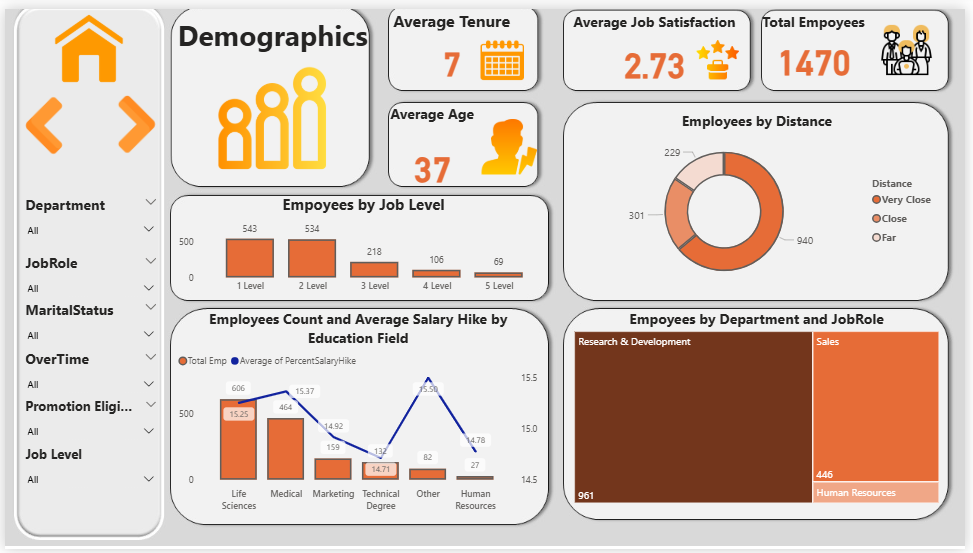 Demographics
Average Tenure
7
Average Job Satisfaction
2.73
Total Empoyees
1470
Average Age
37
Department
All
JobRole
All
MaritalStatus
All
OverTime
All
Promotion Eligi...
All
Job Level
All
Empoyees by Job Level
500
0
543
534
218
106
69
1 Level
2 Level
3 Level
4 Level
5 Level
Employees by Distance
229
301
940
Distance
Very Close
Close
Far
Employees Count and Average Salary Hike by
Education Field
Total Emp
Average of PercentSalaryHike
500
0
15.5
15.0
14.5
606
15.25
464
15.37
14.92
159
132
14.71
15.50
82
14.78
27
Life
Sciences
Medical
Marketing
Technical
Degree
Other
Human
Resources
Empoyees by Department and JobRole
Research & Development
961
Sales
446
Human Resources